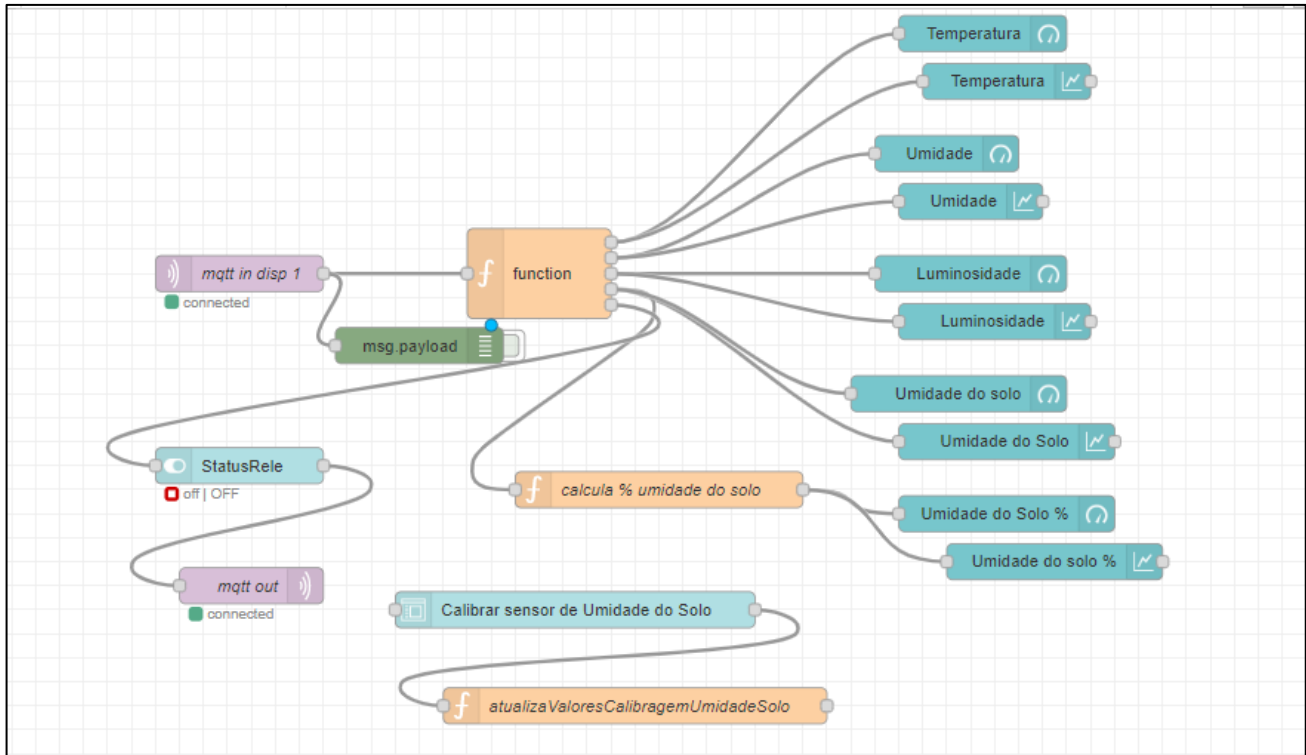 Temperatura
Temperatura
Umidade
Umidade
mqtt in disp 1
connected
function
Luminosidade
Luminosidade
msg.payload
Umidade do solo
Umidade do Solo
StatusRele
off | OFF
calcula % umidade do solo
Umidade do Solo %
Umidade do solo %
mqtt out
connected
Calibrar sensor de Umidade do Solo
atualizaValoresCalibragemUmidadeSolo